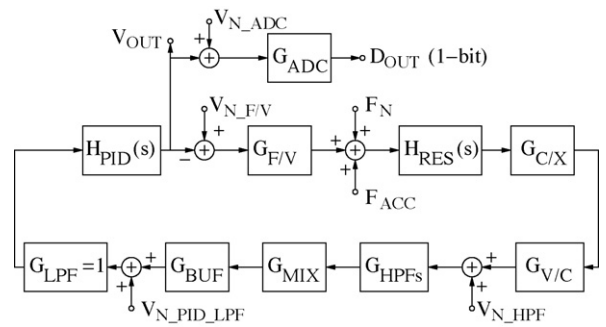 V_N_ADC
V_OUT
G_ADC
D_OUT (1-bit)
V_N_F/V
F_N
H_PID(s)
G_F/V
H_RES(s)
G_C/X
F_ACC
G_LPF=1
G_BUF
G_MIX
G_HPFs
G_V/C
V_N_PID_LPF
V_N_HPF